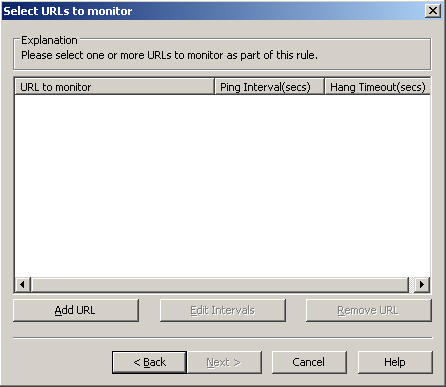 Select URLs to monitor
Explanation
Please select one or more URLs to monitor as part of this rule.
URL to monitor Ping Interval(secs) Hang Timeout(secs)
Add URL Edit Intervals Remove URL
< Back Next > Cancel Help